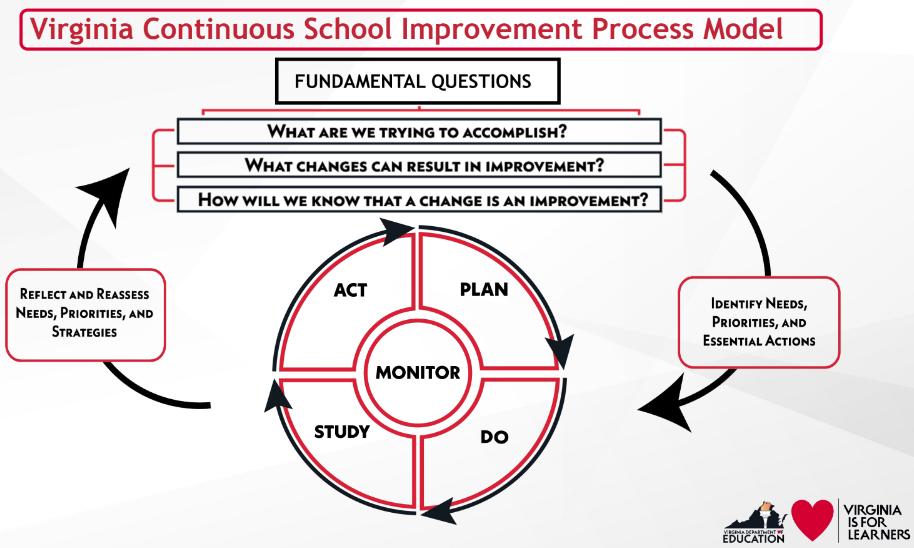 Virginia Continuous School Improvement Process Model
FUNDAMENTAL QUESTIONS
WHAT ARE WE TRYING TO ACCOMPLISH?
WHAT CHANGES CAN RESULT IN IMPROVEMENT?
HOW WILL WE KNOW THAT A CHANGE IS AN IMPROVEMENT?
REFLECT AND REASSESS
NEEDS, PRIORITIES, AND
STRATEGIES
ACT
PLAN
MONITOR
STUDY
DO
IDENTIFY NEEDS,
PRIORITIES, AND
ESSENTIAL ACTIONS
VIRGINIA DEPARTMENT OF
EDUCATION
VIRGINIA
IS FOR
LEARNERS